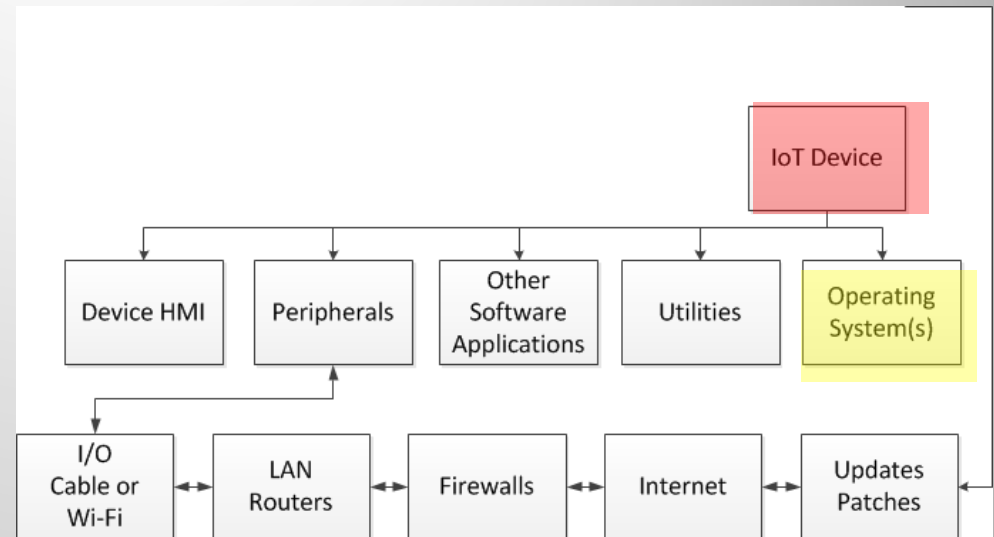 IoT Device
Device HMI
Peripherals
Other
Software
Applications
Utilities
Operating
System(s)
I/O
Cable or
Wi-Fi
LAN
Routers
Firewalls
Internet
Updates
Patches